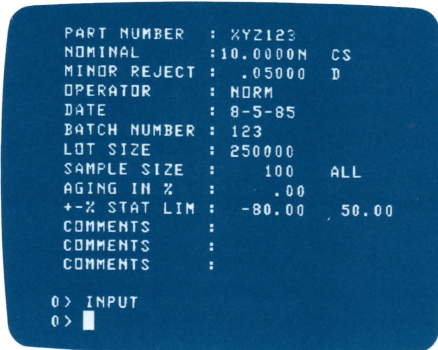 PART NUMBER : XYZ123
NOMINAL :10.0000N CS
MINOR REJECT : .05000 D
OPERATOR : NORM
DATE : 8-5-85
BATCH NUMBER : 123
LOT SIZE : 250000
SAMPLE SIZE : 100 ALL
AGING IN % : .00
+-% STAT LIM : -80.00 50.00
COMMENTS :
COMMENTS :
COMMENTS :
0> INPUT
0>